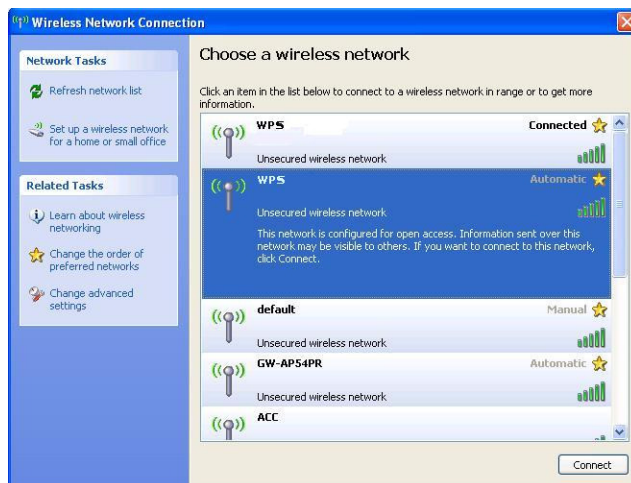 Wireless Network Connection
Network Tasks
Refresh network list
Set up a wireless network
for a home or small office
Related Tasks
Learn about wireless
networking
Change the order of
preferred networks
Change advanced
settings
Choose a wireless network
Click an item in the list below to connect to a wireless network in range or to get more
information.
WPS Connected
Unsecured wireless network
WPS Automatic
Unsecured wireless network
This network is configured for open access. Information sent over this
network may be visible to others. If you want to connect to this network,
click Connect.
default Manual
Unsecured wireless network
GW-AP54PR Automatic
Unsecured wireless network
ACC
Connect